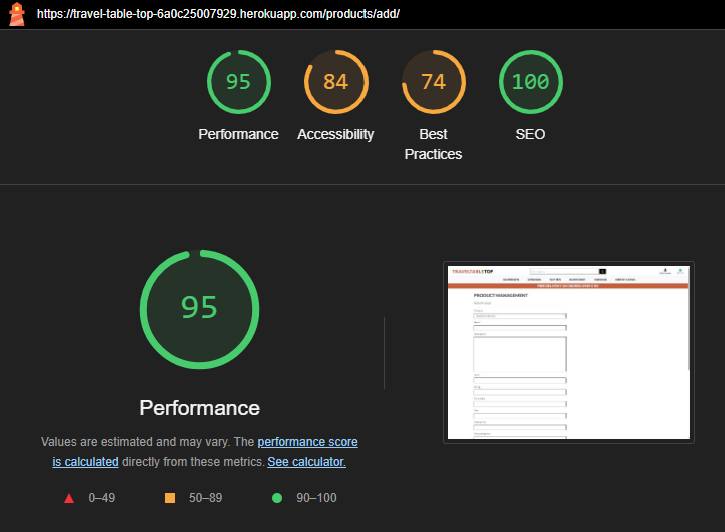 https://travel-table-top-6a0c25007929.herokuapp.com/products/add/
95 84 74 100
Performance Accessibility Best Practices SEO
95
TRAVELTABLETOP
PRODUCT MANAGEMENT
Performance
Values are estimated and may vary. The performance score
is calculated directly from these metrics. See calculator.
0–49 50–89 90–100